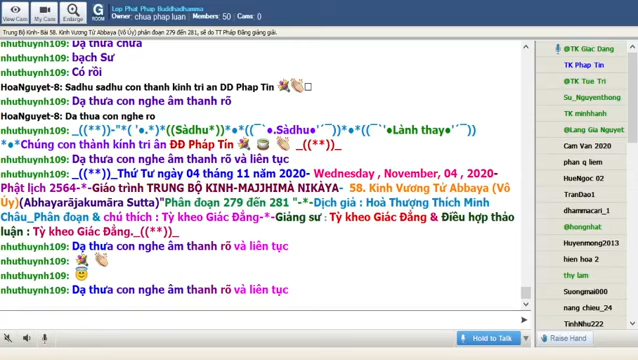 Lop Phat Phap Buddhadhamma
Owner: chua phap luan | Members: 50 | Cams: 0
View Cam
My Cam
Enlarge
G ROOM
Trung Bộ Kinh- Bài 58. Kinh Vương Tử Abbaya (Vô Úy) phân đoạn 279 đến 281, sẽ do TT Pháp Đăng giảng giải.
nhuthuynh109: Dạ thưa chưa
nhuthuynh109: bạch Sư
nhuthuynh109: Có rồi
HoaNguyet-8: Sadhu sadhu con thanh kinh tri an DD Phap Tin
nhuthuynh109: Dạ thưa con nghe âm thanh rõ
HoaNguyet-8: Da thua con nghe ro
nhuthuynh109: _((**))_-"*( '●.*)*((Sādhu*))*●*((¯`●.Sādhu●'´¯))*●*((¯`'●Lành thay●'´¯))
*●*Chúng con thành kính tri ân ĐĐ Pháp Tín _((**))_
nhuthuynh109: Dạ thưa con nghe âm thanh rõ và liên tục
nhuthuynh109: _((**))_Thứ Tư ngày 04 tháng 11 năm 2020- Wednesday , November, 04 , 2020-
Phật lịch 2564-*-Giáo trình TRUNG BỘ KINH-MAJJHIMÀ NIKÀYA- 58. Kinh Vương Tử Abbaya (Vô
Úy)(Abhayarājakumāra Sutta)"Phân đoạn 279 đến 281 "-*-Dịch giả : Hoà Thượng Thích Minh
Châu_Phân đoạn & chú thích : Tỳ kheo Giác Đẳng-*-Giảng sư : Tỳ kheo Giác Đẳng & Điều hợp thảo
luận : Tỳ kheo Giác Đẳng._((**))_
nhuthuynh109: Dạ thưa con nghe âm thanh rõ và liên tục
nhuthuynh109:
nhuthuynh109:
nhuthuynh109: Dạ thưa con nghe âm thanh rõ và liên tục
@TK Giac Dang
TK Phap Tin
@TK Tue Tri
Su_Nguyenthong
TK minhhanh
@Lang Gia Nguyet
Cam Van 2020
phan q liem
HueNgoc 02
TranDao1
dhammacari_1
@hongnhat
Huyenmong2013
hien hoa 2
thy lam
Suongmai000
nang chieu_24
TinhNhu222
Hold to Talk
Raise Hand